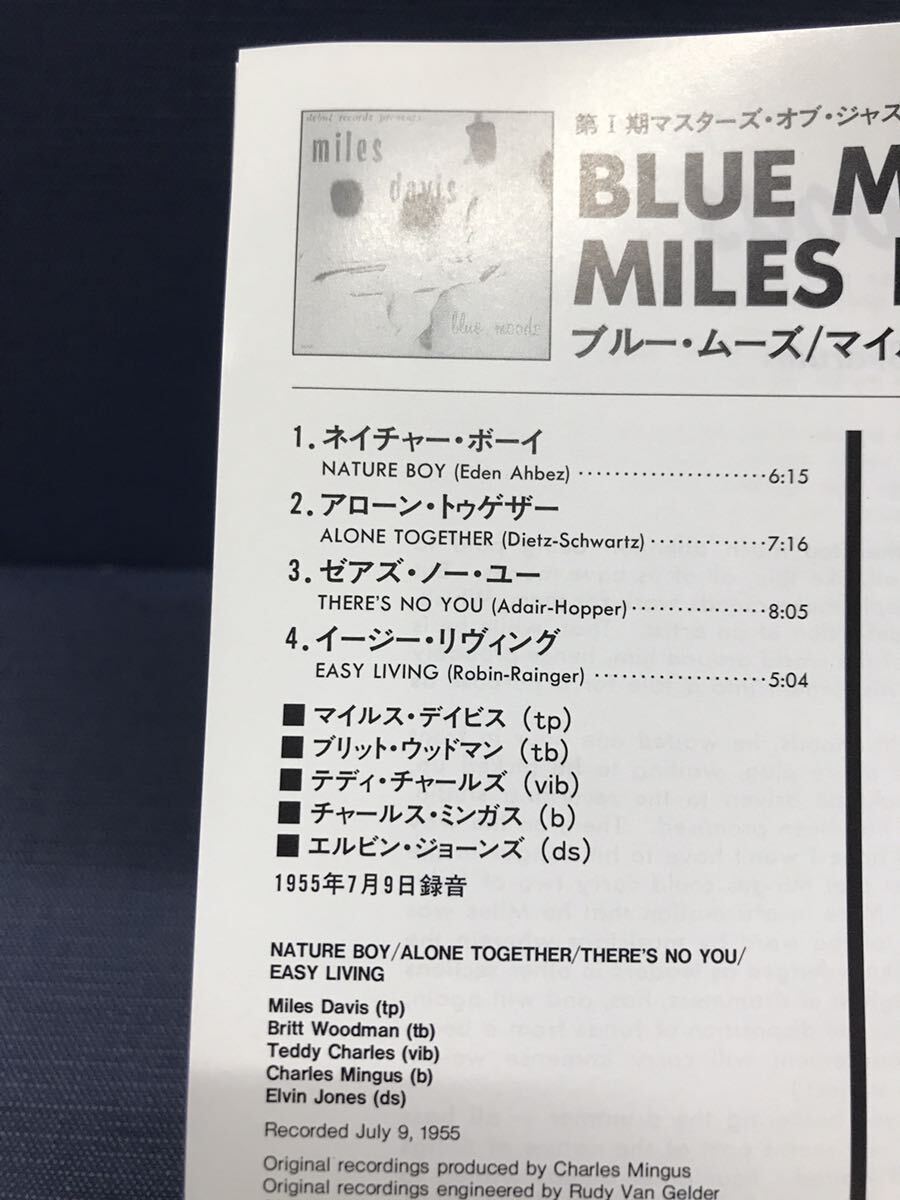 debut records presents
miles
davis
blue moods
第Ⅰ期マスターズ・オブ・ジャス
BLUE M
MILES
ブルー・ムーズ/マイル
1.ネイチャー・ボーイ
NATURE BOY (Eden Ahbez) ・・・・・・・・・・・・・・・・・・・・・6:15
2.アローン・トゥゲザー
ALONE TOGETHER (Dietz-Schwartz)・・・・・・・・・・・・7:16
3.ゼアズ・ノー・ユー
THERE'S NO YOU (Adair-Hopper)・・・・・・・・・・・・・・8:05
4.イージー・リヴィング
EASY LIVING (Robin-Rainger) ・・・・・・・・・・・・・・・・・5:04
■マイルス・デイビス (tp)
■ブリット・ウッドマン (tb)
■テディ・チャールズ (vib)
■チャールス・ミンガス (b)
■エルビン・ジョーンズ (ds)
1955年7月9日録音
NATURE BOY/ALONE TOGETHER/THERE'S NO YOU/
EASY LIVING
Miles Davis (tp)
Britt Woodman (tb)
Teddy Charles (vib)
Charles Mingus (b)
Elvin Jones (ds)
Recorded July 9, 1955
Original recordings produced by Charles Mingus
Original recordings engineered by Rudy Van Gelder